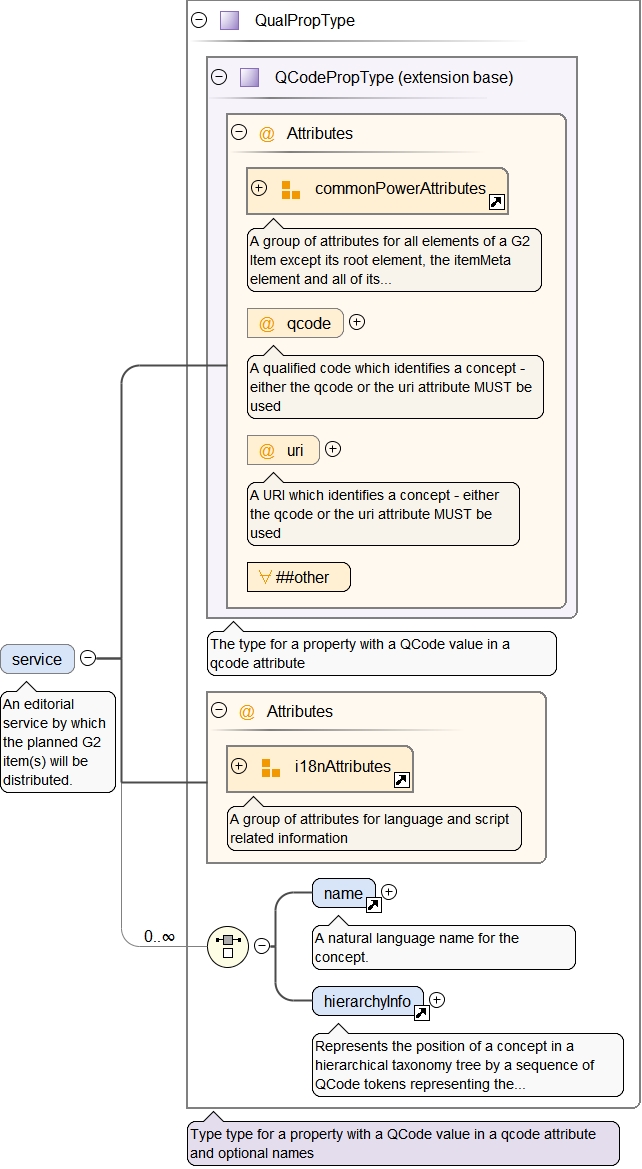 QualPropType
QCodePropType (extension base)
@ Attributes
commonPowerAttributes
A group of attributes for all elements of a G2
Item except its root element, the itemMeta
element and all of its...
@ qcode
A qualified code which identifies a concept -
either the qcode or the uri attribute MUST be
used
@ uri
A URI which identifies a concept - either
the qcode or the uri attribute MUST be
used
##other
The type for a property with a QCode value in a
qcode attribute
service
An editorial
service by which
the planned G2
item(s) will be
distributed.
@ Attributes
i18nAttributes
A group of attributes for language and script
related information
0..∞
name
A natural language name for the
concept.
hierarchyInfo
Represents the position of a concept in a
hierarchical taxonomy tree by a sequence of
QCode tokens representing the...
Type type for a property with a QCode value in a qcode attribute
and optional names